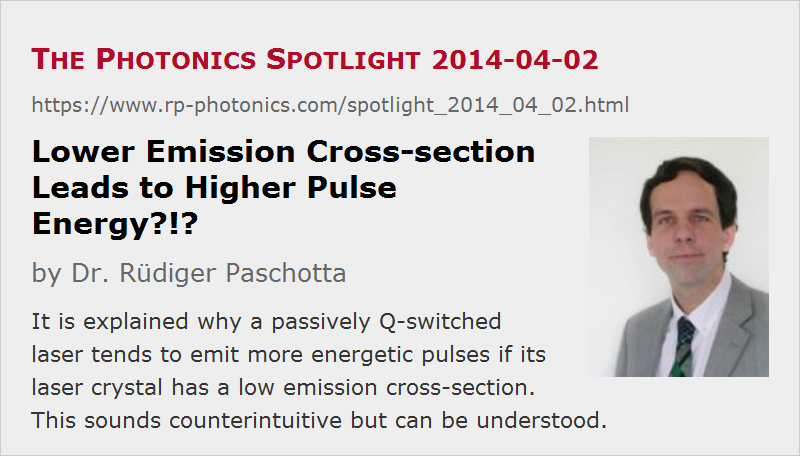 The Photonics Spotlight 2014-04-02
https://www.rp-photonics.com/spotlight_2014_04_02.html
Lower Emission Cross-section
Leads to Higher Pulse
Energy?!?
by Dr. Rüdiger Paschotta
It is explained why a passively Q-switched
laser tends to emit more energetic pulses if its
laser crystal has a low emission cross-section.
This sounds counterintuitive but can be understood.